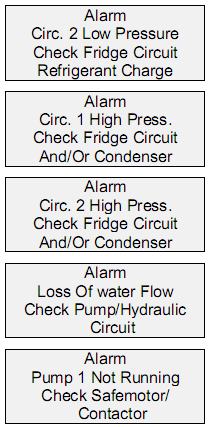 Alarm
Circ. 2 Low Pressure
Check Fridge Circuit
Refrigerant Charge
Alarm
Circ. 1 High Press.
Check Fridge Circuit
And/Or Condenser
Alarm
Circ. 2 High Press.
Check Fridge Circuit
And/Or Condenser
Alarm
Loss Of water Flow
Check Pump/Hydraulic
Circuit
Alarm
Pump 1 Not Running
Check Safemotor/
Contactor